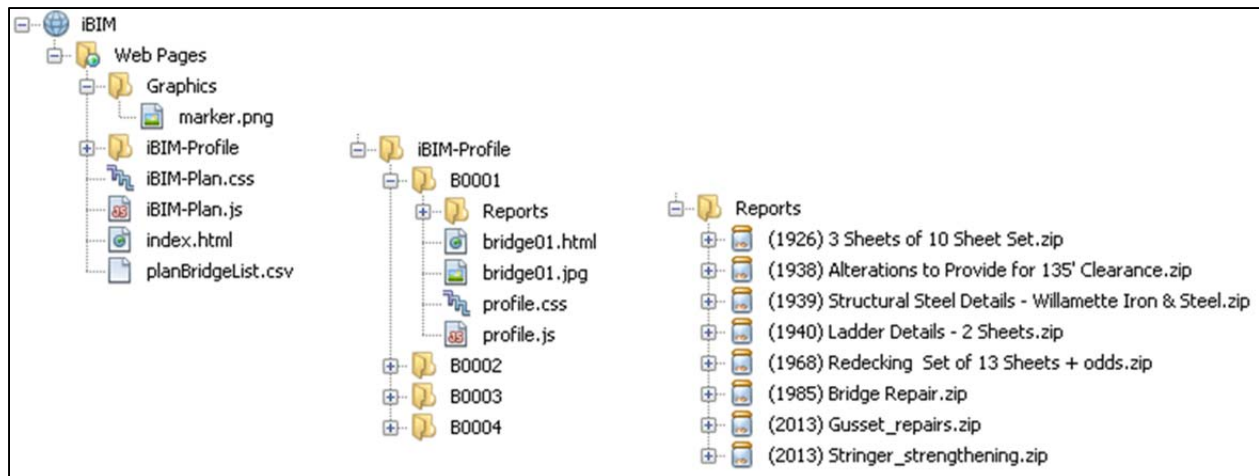 iBIM
Web Pages
Graphics
marker.png
iBIM-Profile
iBIM-Plan.css
iBIM-Plan.js
index.html
planBridgeList.csv
iBIM-Profile
B0001
Reports
bridge01.html
bridge01.jpg
profile.css
profile.js
B0002
B0003
B0004
Reports
(1926) 3 Sheets of 10 Sheet Set.zip
(1938) Alterations to Provide for 135' Clearance.zip
(1939) Structural Steel Details - Willamette Iron & Steel.zip
(1940) Ladder Details - 2 Sheets.zip
(1968) Redecking  Set of 13 Sheets + odds.zip
(1985) Bridge Repair.zip
(2013) Gusset_repairs.zip
(2013) Stringer_strengthening.zip